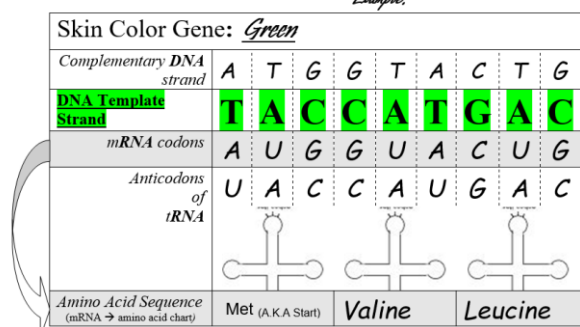 Example:
Skin Color Gene: Green
Complementary DNA strand A T G G T A C T G
DNA Template Strand T A C C A T G A C
mRNA codons A U G G U A C U G
Anticodons of tRNA U A C C A U G A C
Amino Acid Sequence (mRNA → amino acid chart) Met (A.K.A Start) Valine Leucine